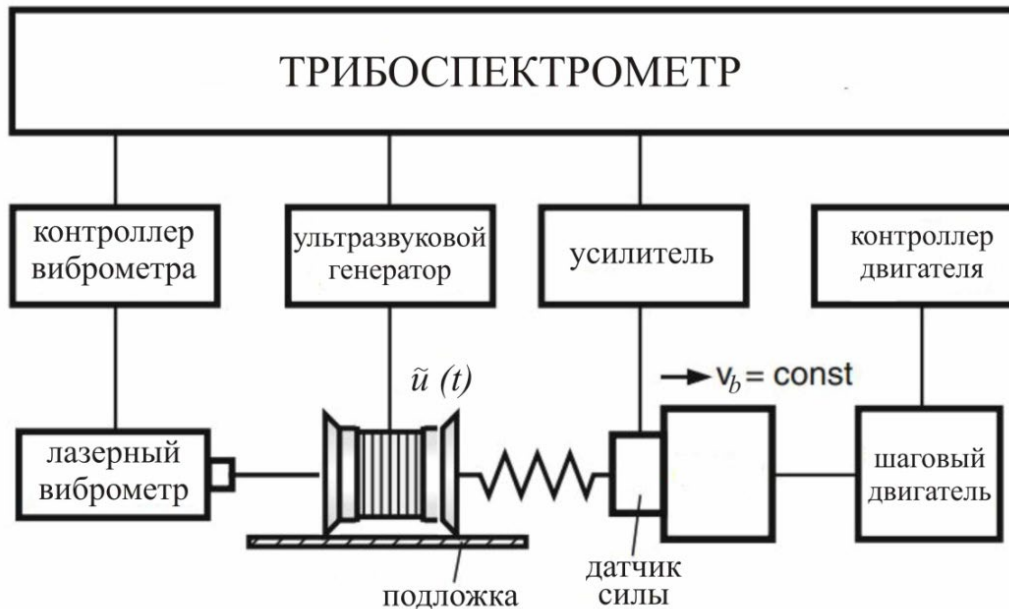 ТРИБОСПЕКТРОМЕТР
контроллер
виброметра
ультразвуковой
генератор
усилитель
контроллер
двигателя
ũ (t)
v_b = const
лазерный
виброметр
шаговый
двигатель
подложка
датчик
силы